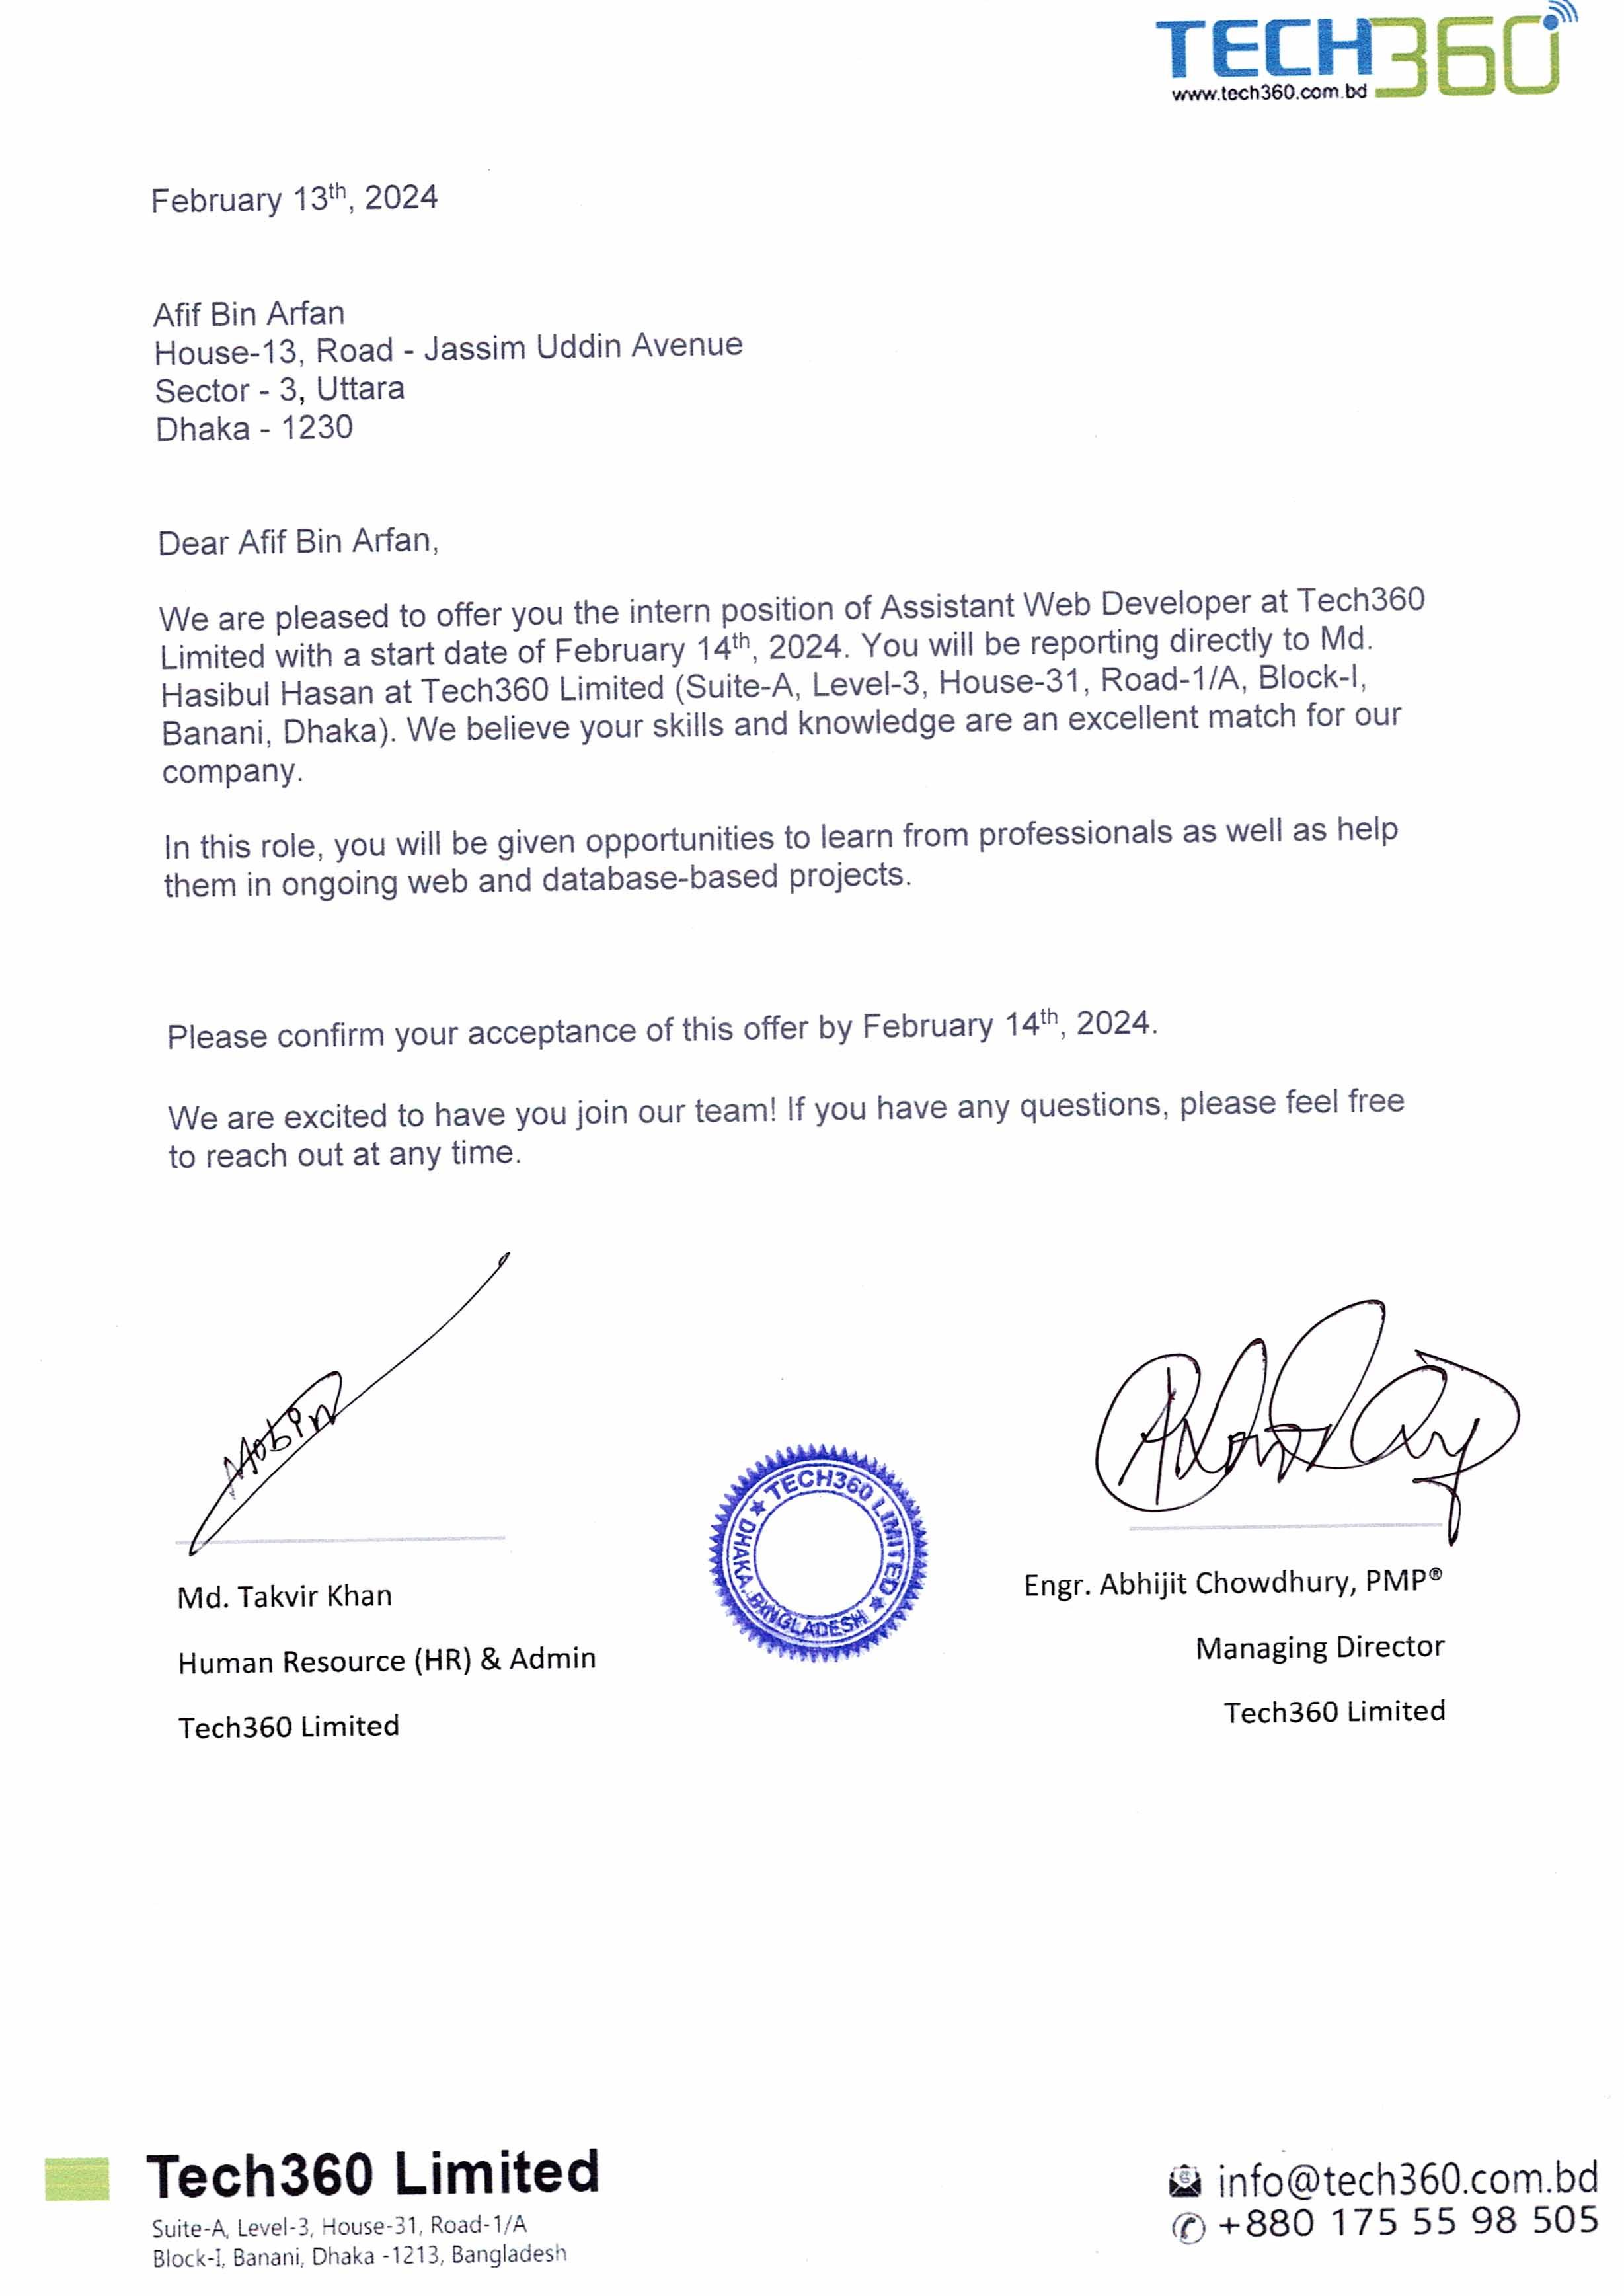 TECH360
www.tech360.com.bd
February 13th, 2024
Afif Bin Arfan
House-13, Road - Jassim Uddin Avenue
Sector - 3, Uttara
Dhaka - 1230
Dear Afif Bin Arfan,
We are pleased to offer you the intern position of Assistant Web Developer at Tech360
Limited with a start date of February 14th, 2024. You will be reporting directly to Md.
Hasibul Hasan at Tech360 Limited (Suite-A, Level-3, House-31, Road-1/A, Block-I,
Banani, Dhaka). We believe your skills and knowledge are an excellent match for our
company.
In this role, you will be given opportunities to learn from professionals as well as help
them in ongoing web and database-based projects.
Please confirm your acceptance of this offer by February 14th, 2024.
We are excited to have you join our team! If you have any questions, please feel free
to reach out at any time.
★ TECH360 LIMITED ★
DHAKA, BANGLADESH
Md. Takvir Khan
Human Resource (HR) & Admin
Tech360 Limited
Engr. Abhijit Chowdhury, PMP®
Managing Director
Tech360 Limited
Tech360 Limited
Suite-A, Level-3, House-31, Road-1/A
Block-I, Banani, Dhaka -1213, Bangladesh
info@tech360.com.bd
+880 175 55 98 505